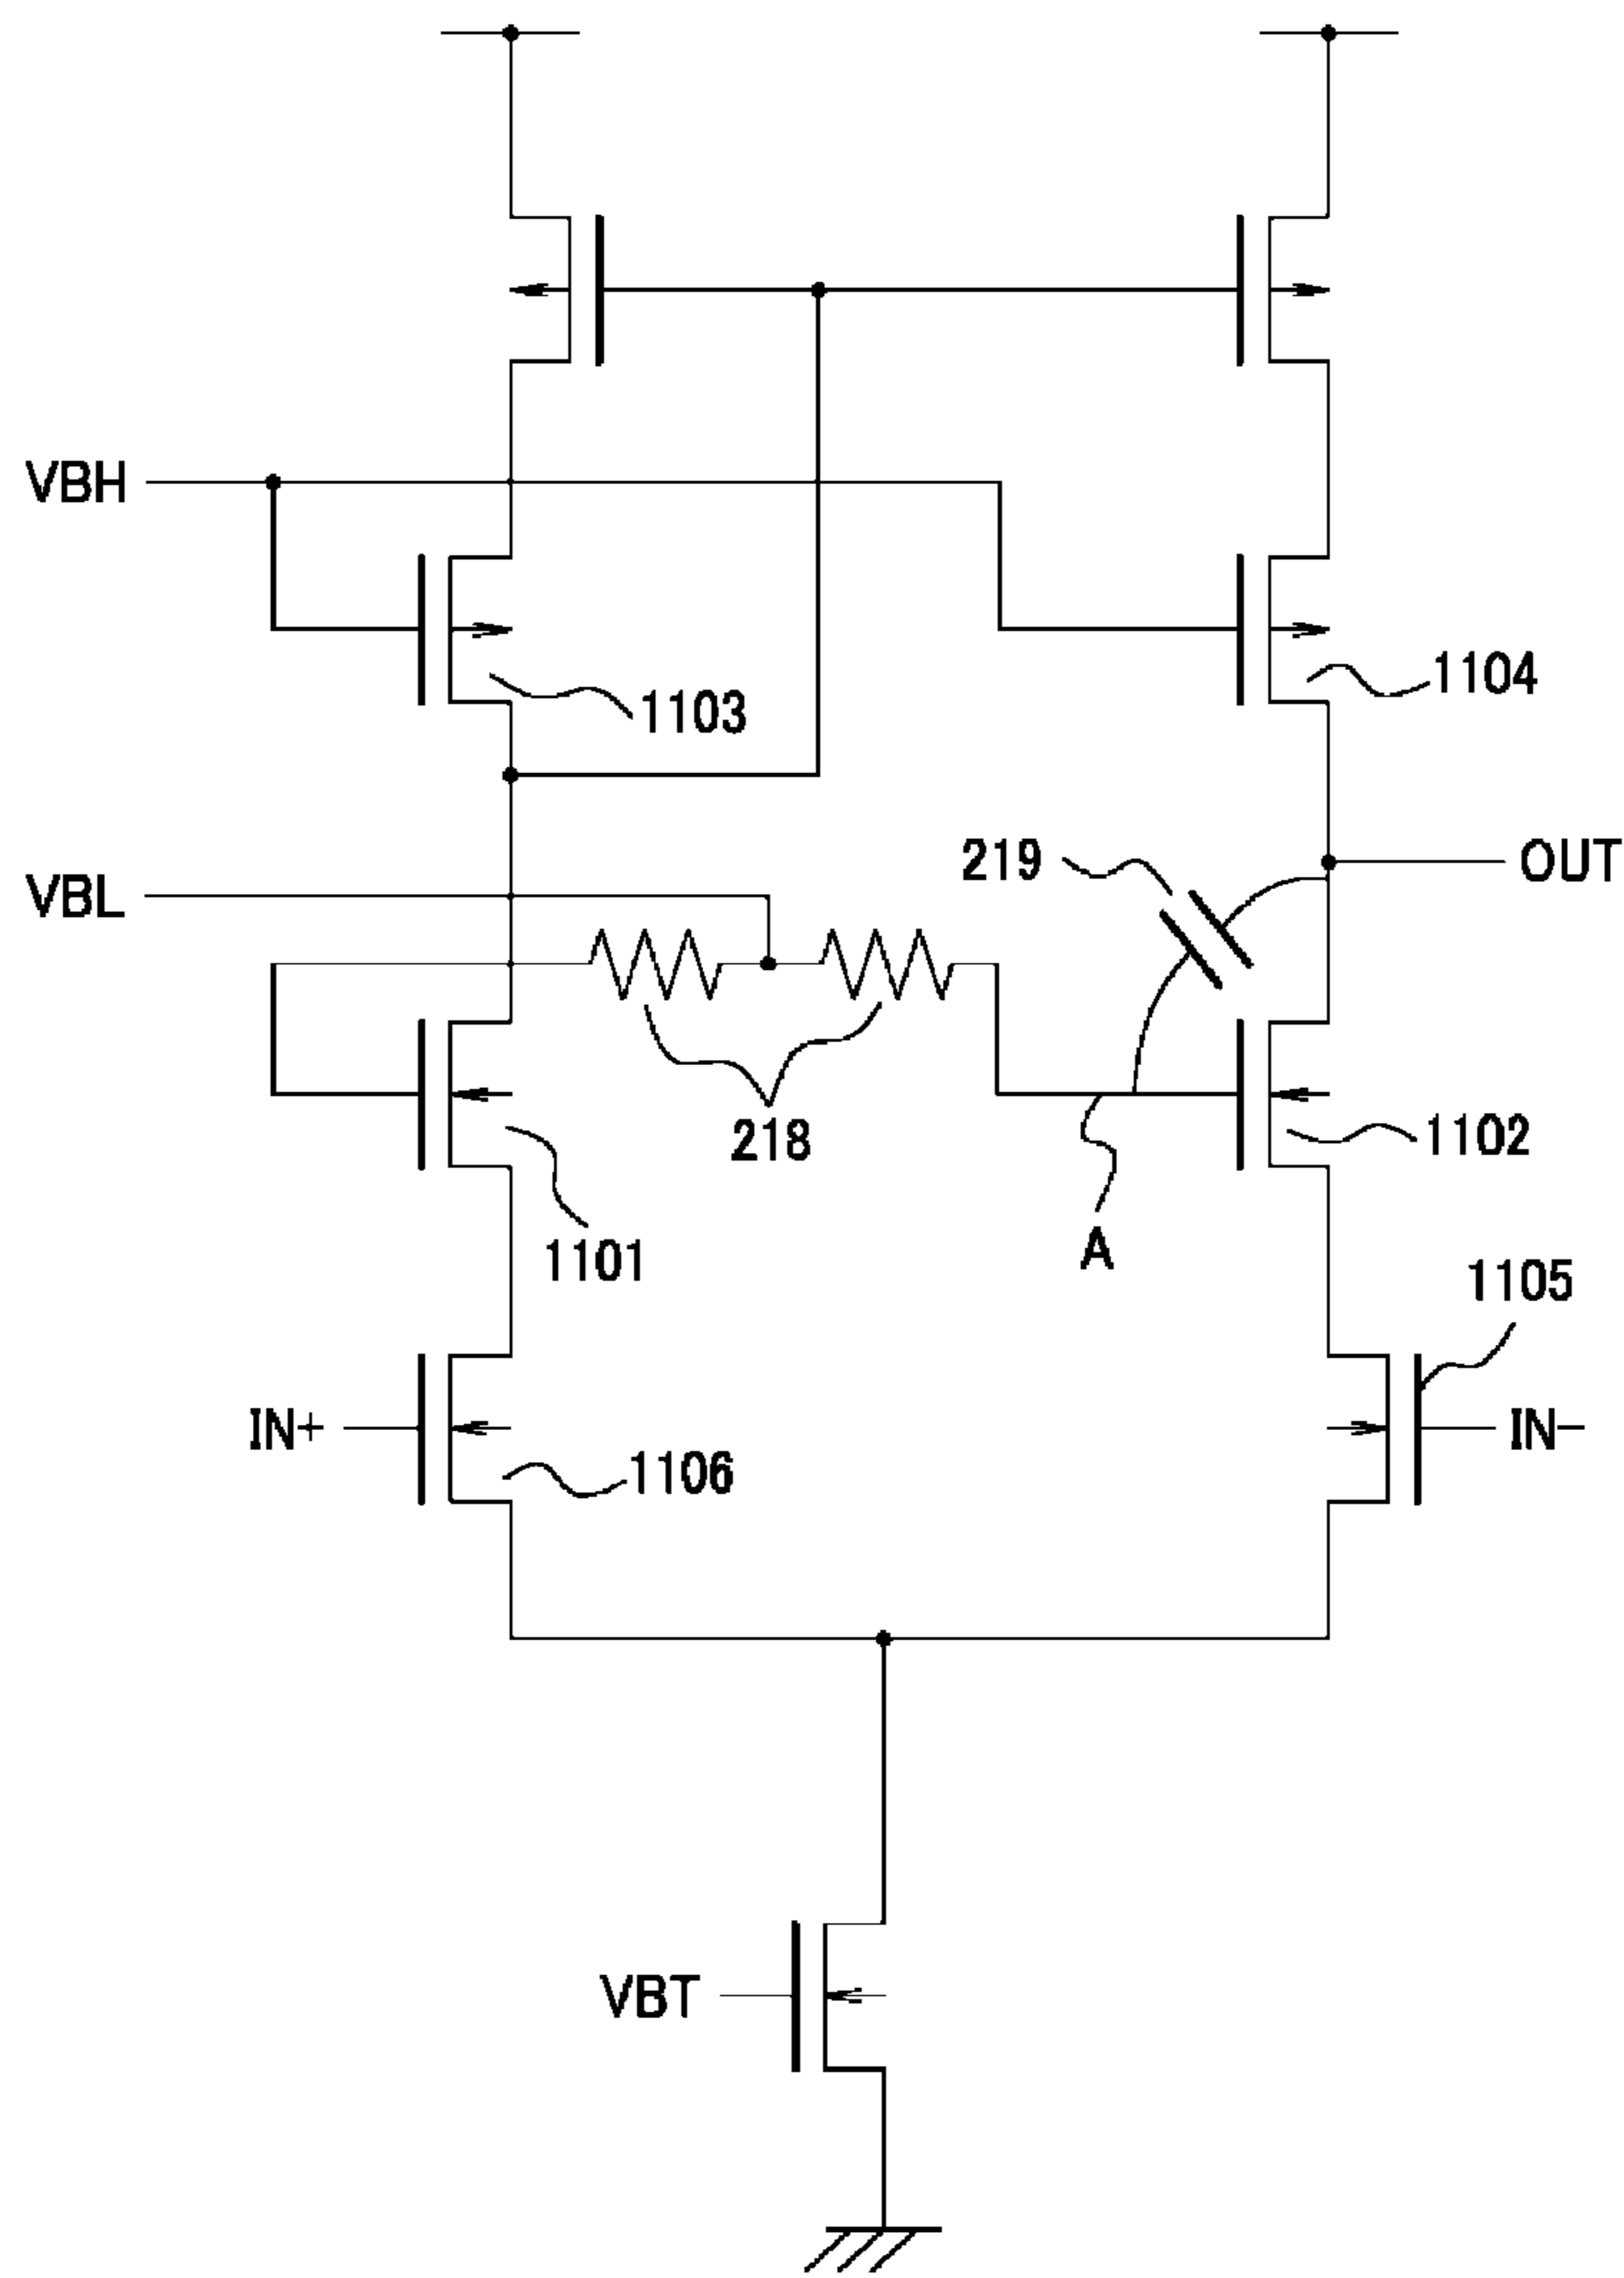 VBH
1103
1104
219
OUT
VBL
218
1102
1101
A
1105
IN+
IN-
1106
VBT